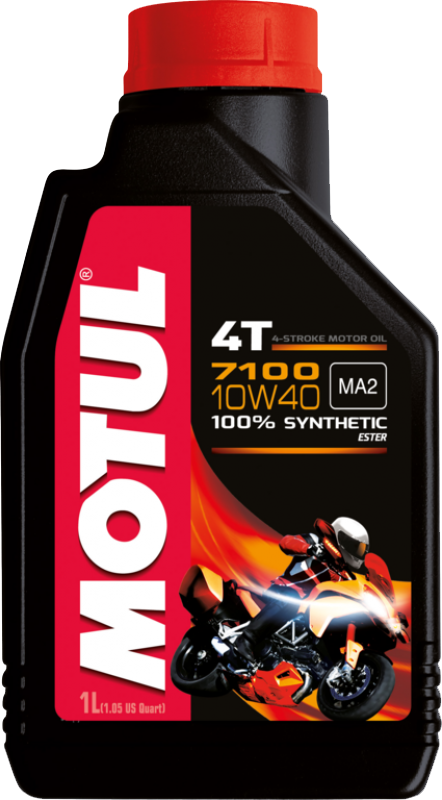 MOTUL®
4T 4-STROKE MOTOR OIL
7100
10W40 MA2
100% SYNTHETIC
ESTER
1L(1.05 US Quart)